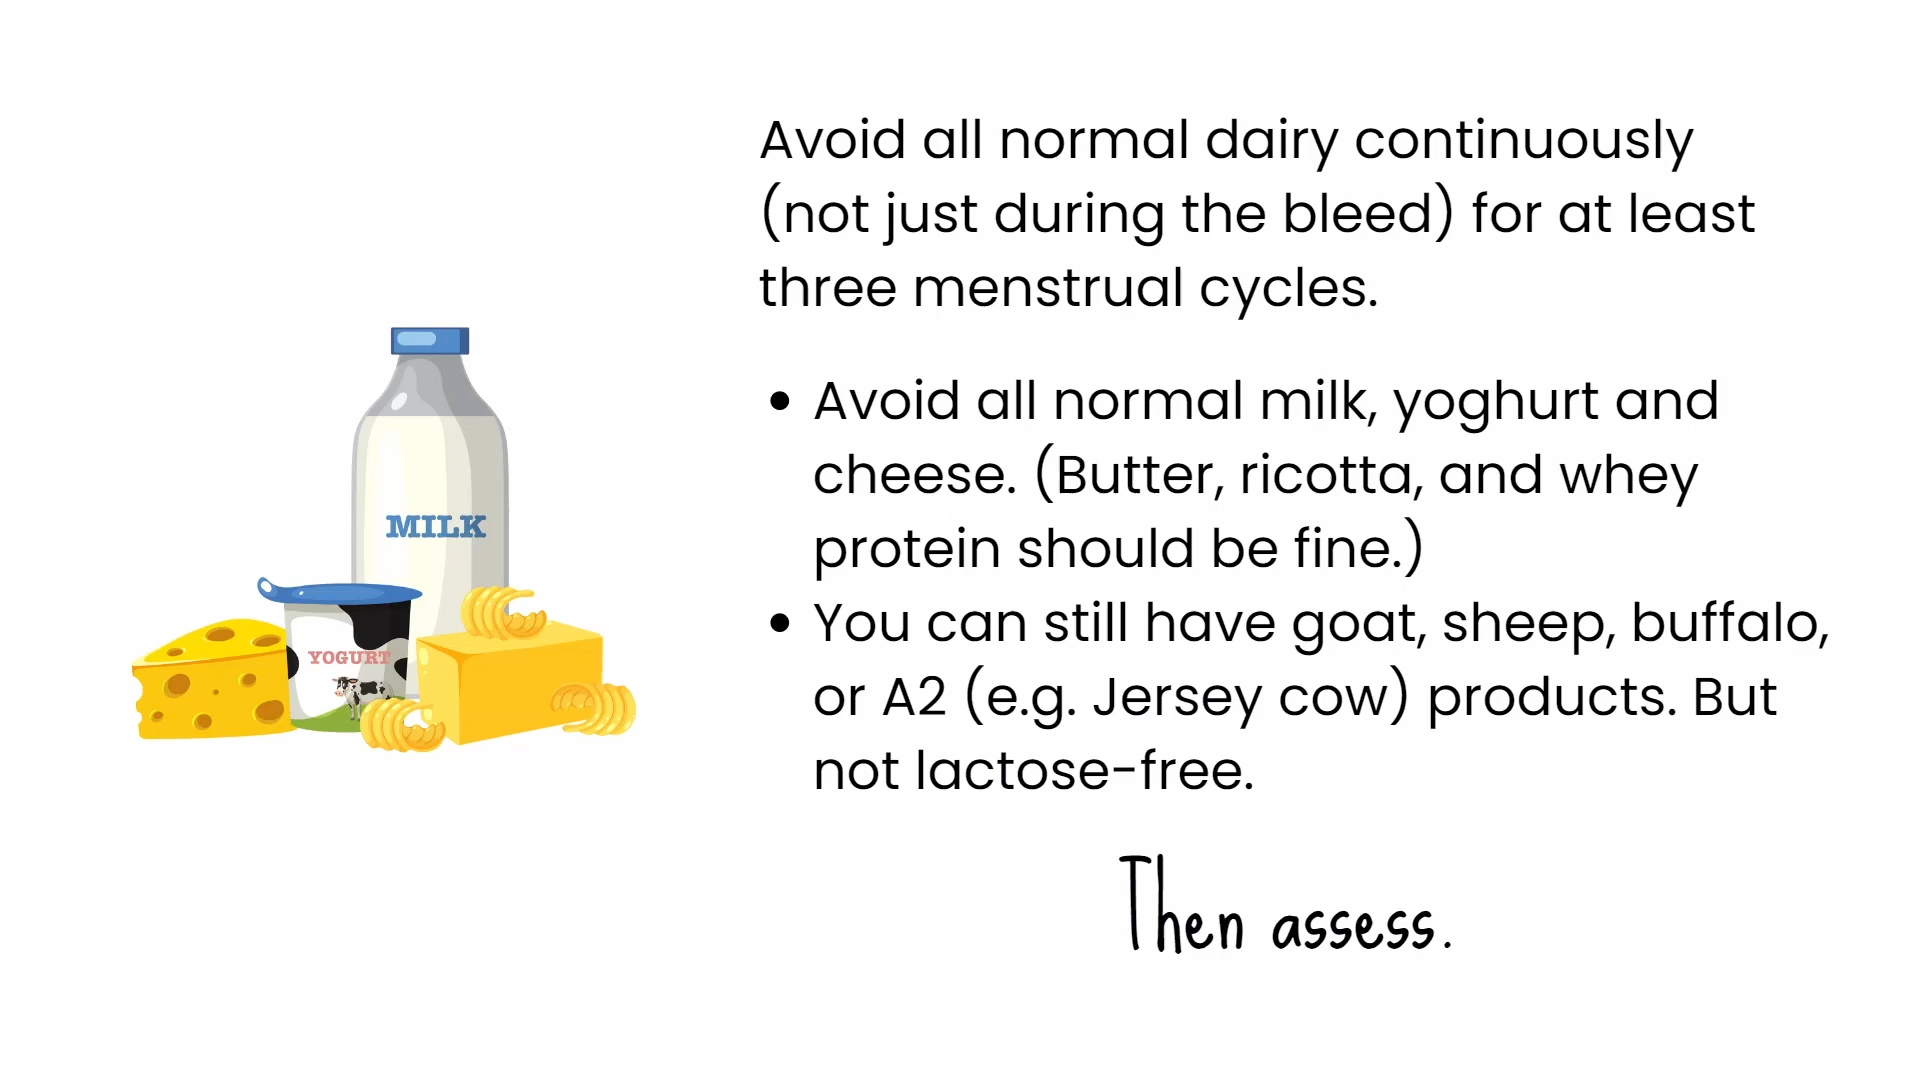 Avoid all normal dairy continuously
(not just during the bleed) for at least
three menstrual cycles.
• Avoid all normal milk, yoghurt and
cheese. (Butter, ricotta, and whey
protein should be fine.)
• You can still have goat, sheep, buffalo,
or A2 (e.g. Jersey cow) products. But
not lactose-free.
Then assess.
MILK
YOGURT